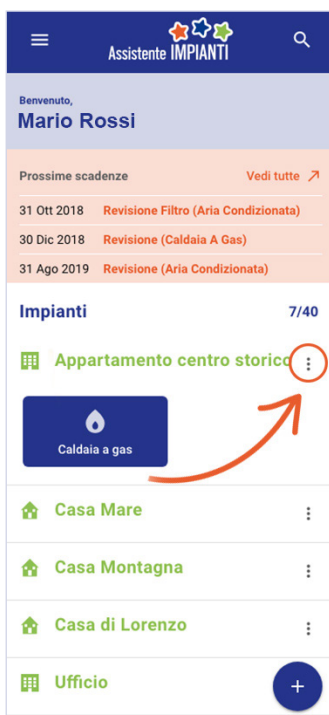 Assistente IMPIANTI
Benvenuto,
Mario Rossi
Prossime scadenze Vedi tutte
31 Ott 2018 Revisione Filtro (Aria Condizionata)
30 Dic 2018 Revisione (Caldaia A Gas)
31 Ago 2019 Revisione (Aria Condizionata)
Impianti 7/40
Appartamento centro storico
Caldaia a gas
Casa Mare
Casa Montagna
Casa di Lorenzo
Ufficio